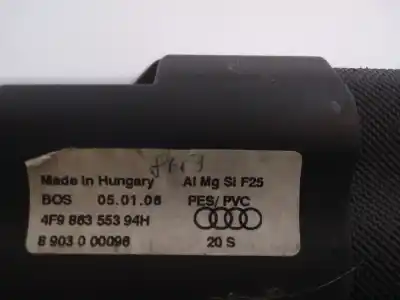 Made in Hungary Al Mg Si F25
BOS 05.01.06 PES/PVC
4F9 863 553 94H
8 903 0 00096 20 S